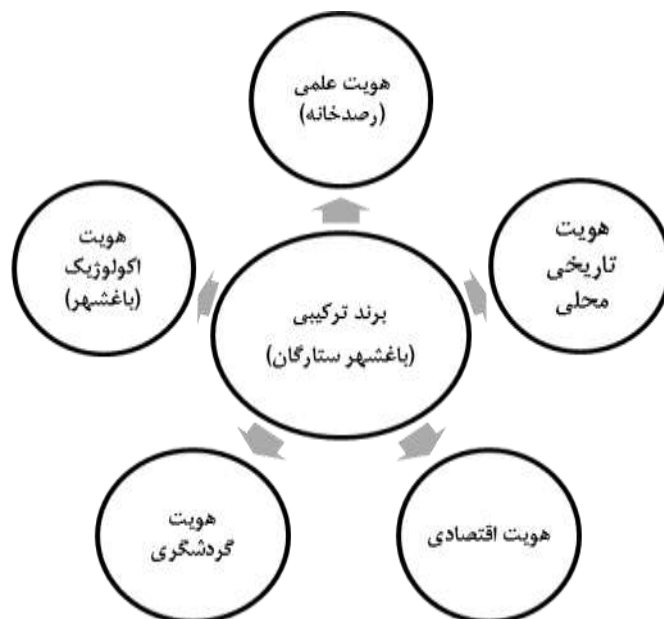 هویت علمی
(رصدخانه)
هویت
تاریخی
محلی
هویت
اکولوژیک
(باغشهر)
برند ترکیبی
(باغشهر ستارگان)
هویت اقتصادی
هویت
گردشگری